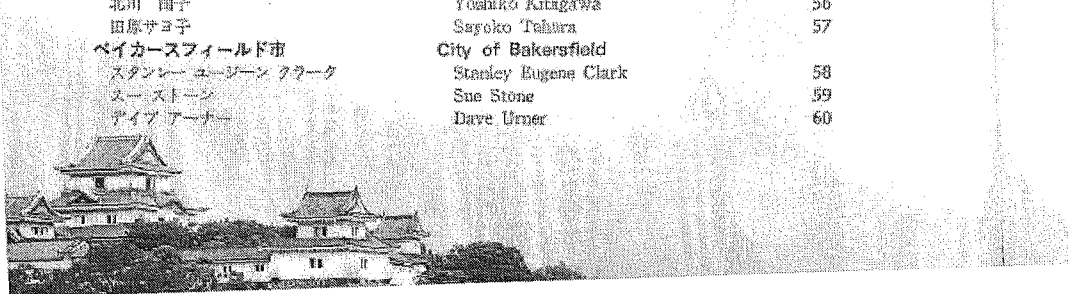 北川 Yoshiko Kitagawa 56
田原サヨ子 Sayoko Tahara 57
ベイカースフィールド市 City of Bakersfield
スタンレー ユージーン クラーク Stanley Eugene Clark 58
スー ストーン Sue Stone 59
デイブ アーナー Dave Urner 60